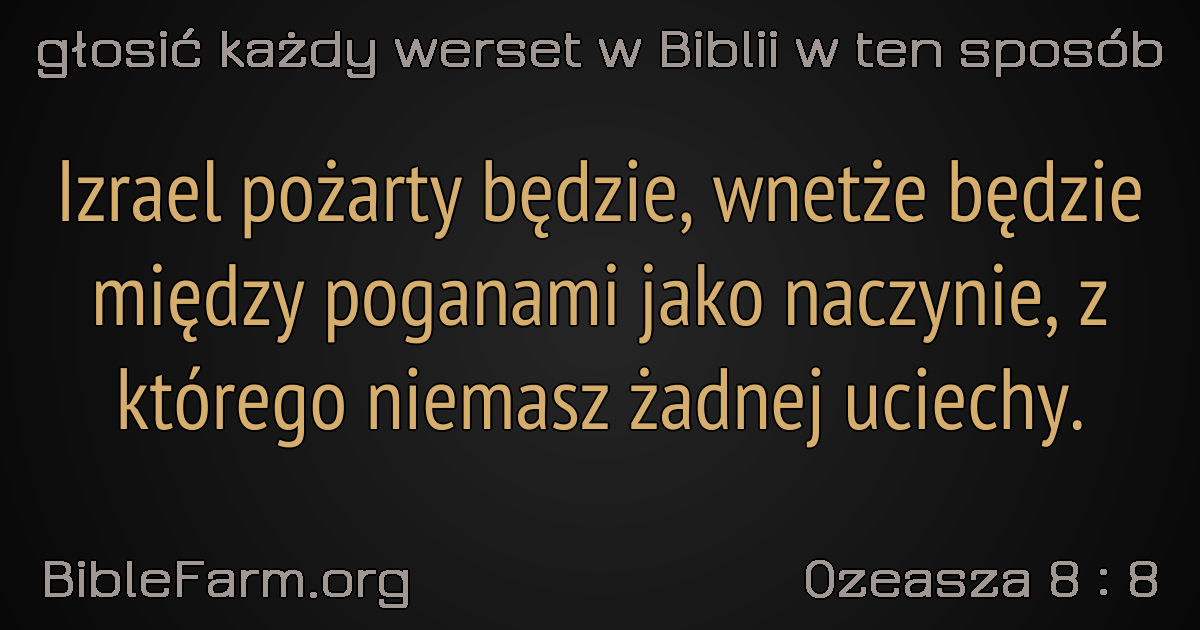 głosić każdy werset w Biblii w ten sposób
Izrael pożarty będzie, wnetże będzie
między poganami jako naczynie, z
którego niemasz żadnej uciechy.
BibleFarm.org
Ozeasza 8 : 8